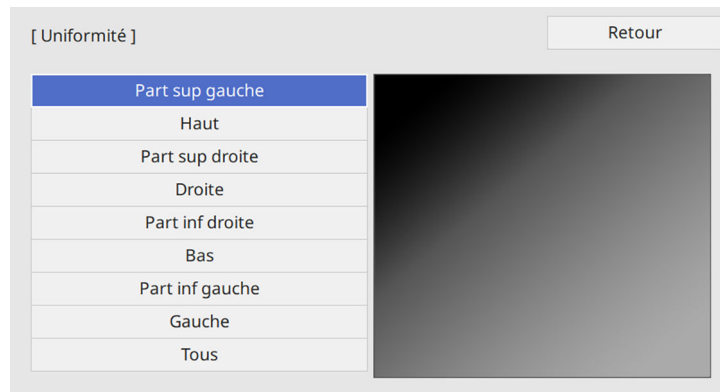 [ Uniformité ]
Retour
Part sup gauche
Haut
Part sup droite
Droite
Part inf droite
Bas
Part inf gauche
Gauche
Tous